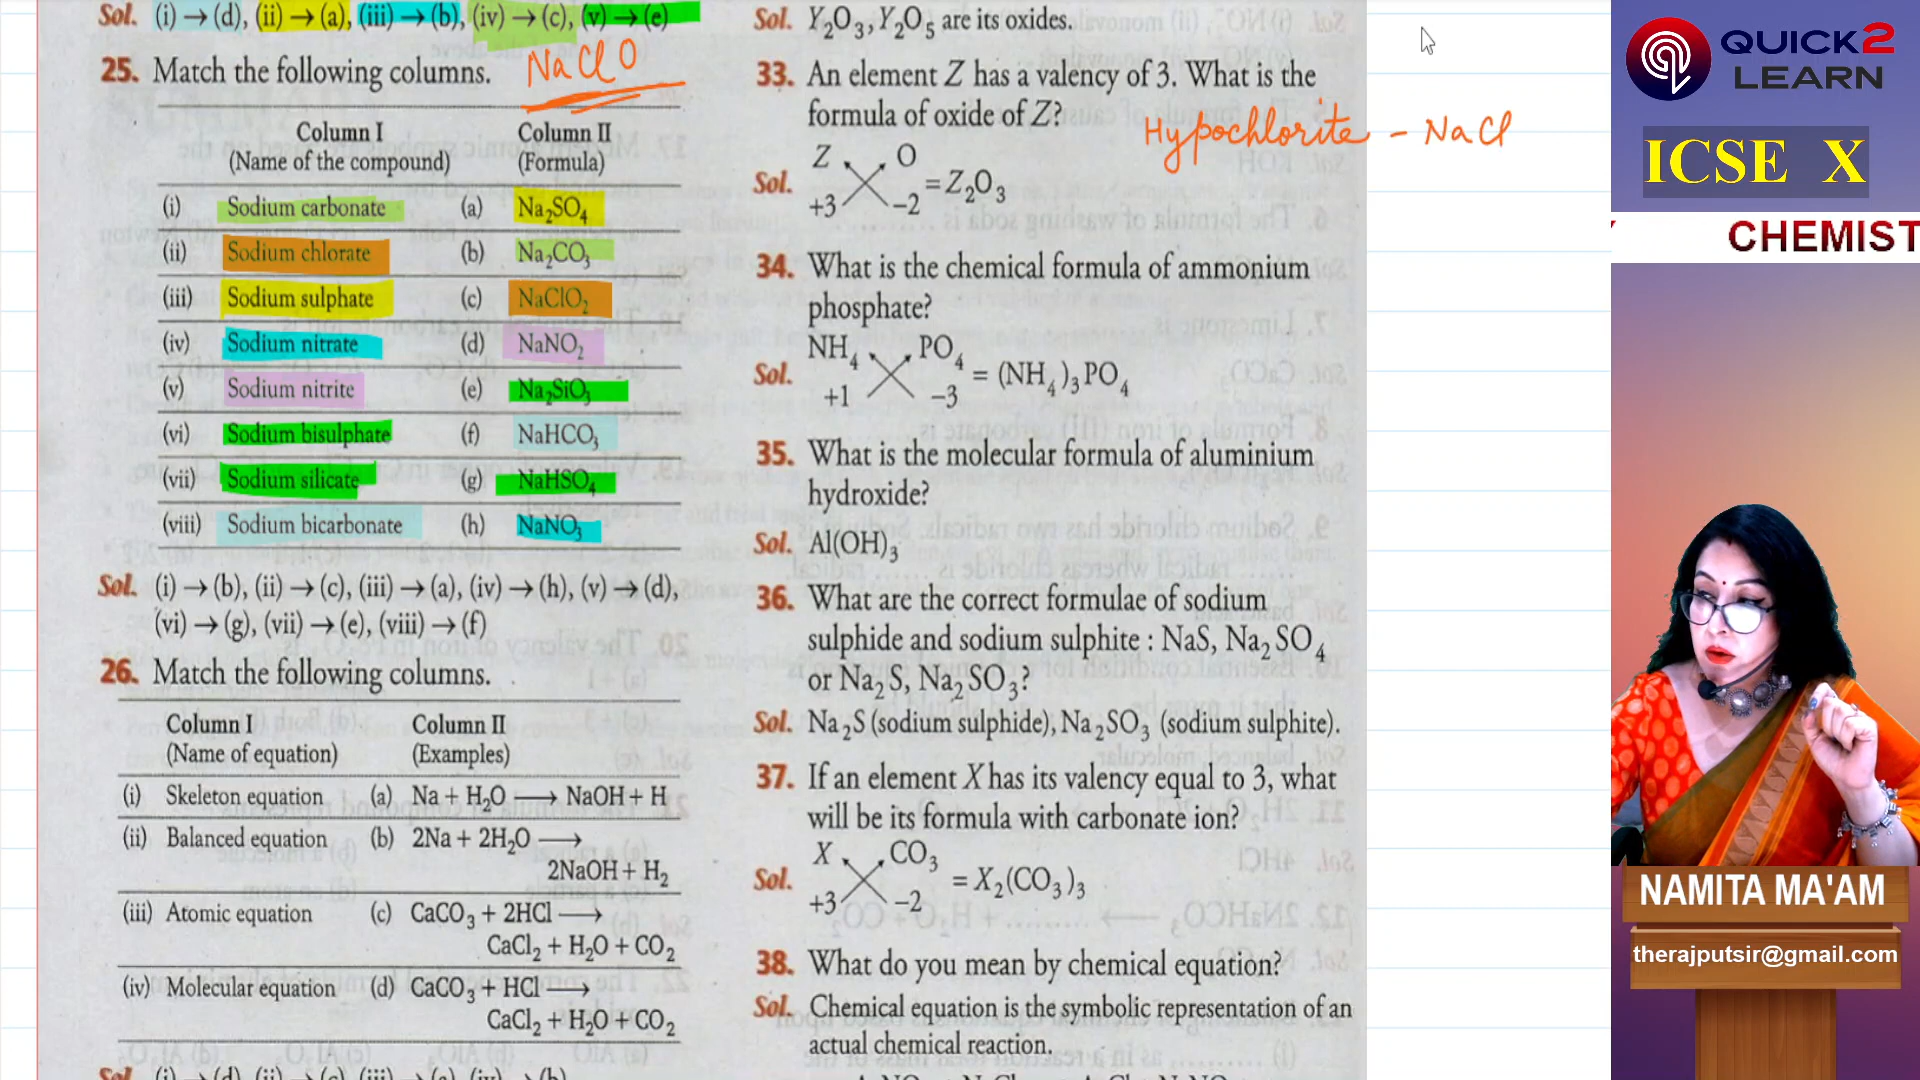 Sol. (i) → (d), (ii) → (a), (iii) → (b), (iv) → (c), (v) → (e)
25. Match the following columns.
NaClO
Column I Column II
(Name of the compound) (Formula)
(i) Sodium carbonate (a) Na₂SO₄
(ii) Sodium chlorate (b) Na₂CO₃
(iii) Sodium sulphate (c) NaClO₂
(iv) Sodium nitrate (d) NaNO₂
(v) Sodium nitrite (e) Na₂SiO₃
(vi) Sodium bisulphate (f) NaHCO₃
(vii) Sodium silicate (g) NaHSO₄
(viii) Sodium bicarbonate (h) NaNO₃
Sol. (i) → (b), (ii) → (c), (iii) → (a), (iv) → (h), (v) → (d),
(vi) → (g), (vii) → (e), (viii) → (f)
26. Match the following columns.
Column I Column II
(Name of equation) (Examples)
(i) Skeleton equation (a) Na + H₂O ⟶ NaOH + H
(ii) Balanced equation (b) 2Na + 2H₂O ⟶
2NaOH + H₂
(iii) Atomic equation (c) CaCO₃ + 2HCl ⟶
CaCl₂ + H₂O + CO₂
(iv) Molecular equation (d) CaCO₃ + HCl ⟶
CaCl₂ + H₂O + CO₂
Sol. (i) → (d), (ii) → (c), (iii) → (a), (iv) → (b)
Sol. Y₂O₃, Y₂O₅ are its oxides.
33. An element Z has a valency of 3. What is the
formula of oxide of Z?
Hypochlorite - NaCl
Z O
Sol. = Z₂O₃
+3 −2
34. What is the chemical formula of ammonium
phosphate?
NH₄ PO₄
Sol. = (NH₄)₃PO₄
+1 −3
35. What is the molecular formula of aluminium
hydroxide?
Sol. Al(OH)₃
36. What are the correct formulae of sodium
sulphide and sodium sulphite : NaS, Na₂SO₄
or Na₂S, Na₂SO₃?
Sol. Na₂S (sodium sulphide), Na₂SO₃ (sodium sulphite).
37. If an element X has its valency equal to 3, what
will be its formula with carbonate ion?
X CO₃
Sol. = X₂(CO₃)₃
+3 −2
38. What do you mean by chemical equation?
Sol. Chemical equation is the symbolic representation of an
actual chemical reaction.
QUICK2
LEARN
ICSE X
CHEMIST
NAMITA MA'AM
therajputsir@gmail.com